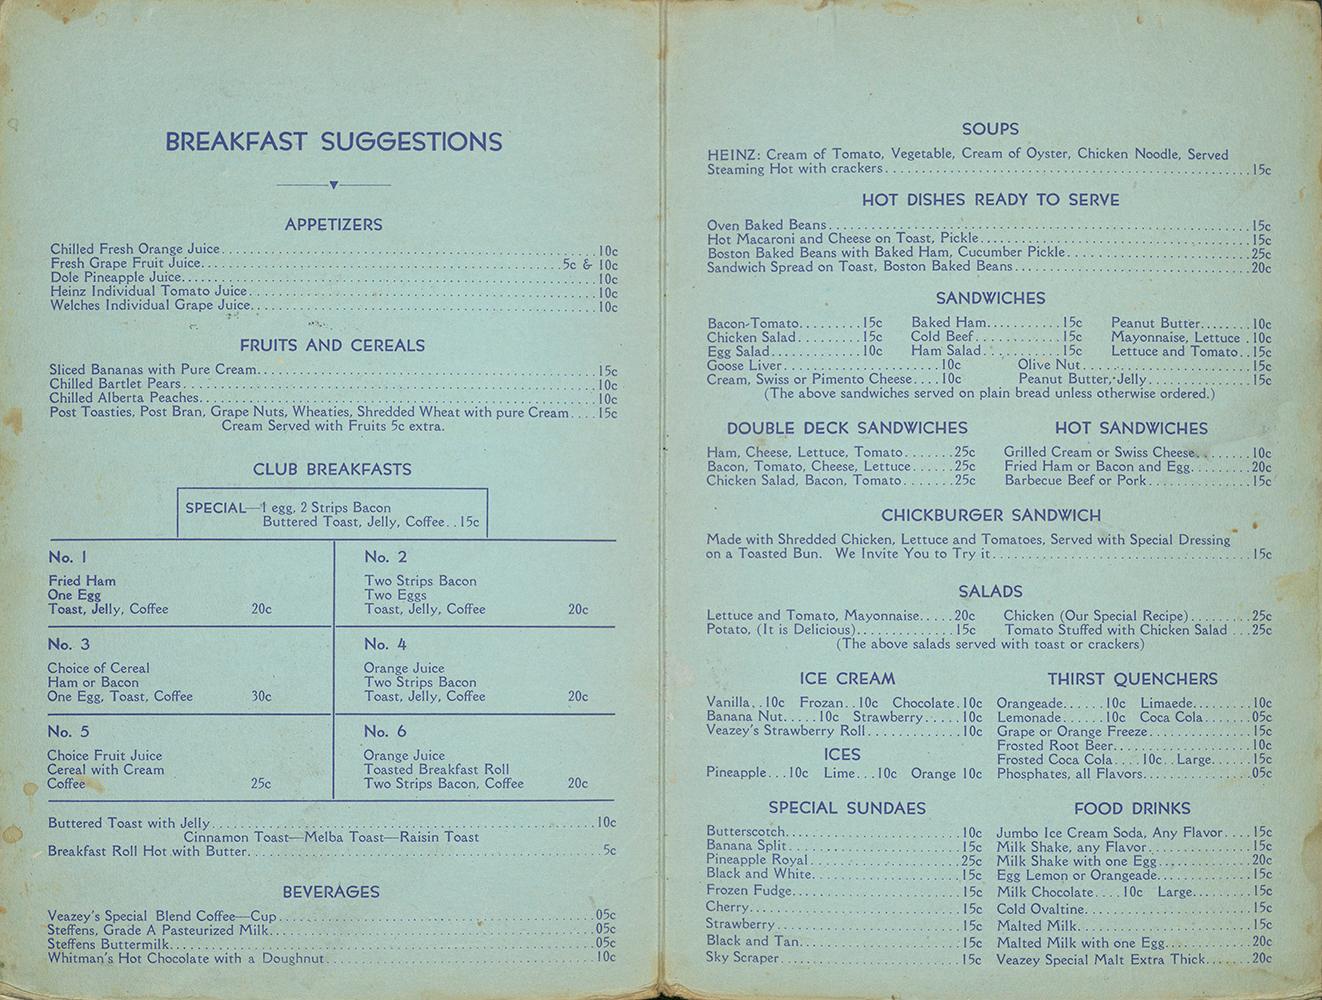 BREAKFAST SUGGESTIONS
APPETIZERS
Chilled Fresh Orange Juice 10c
Fresh Grape Fruit Juice 5c & 10c
Dole Pineapple Juice 10c
Heinz Individual Tomato Juice 10c
Welches Individual Grape Juice 10c
FRUITS AND CEREALS
Sliced Bananas with Pure Cream 15c
Chilled Bartlet Pears 10c
Chilled Alberta Peaches 10c
Post Toasties, Post Bran, Grape Nuts, Wheaties, Shredded Wheat with pure Cream 15c
Cream Served with Fruits 5c extra.
CLUB BREAKFASTS
SPECIAL—1 egg, 2 Strips Bacon
Buttered Toast, Jelly, Coffee 15c
No. 1
Fried Ham
One Egg
Toast, Jelly, Coffee 20c
No. 2
Two Strips Bacon
Two Eggs
Toast, Jelly, Coffee 20c
No. 3
Choice of Cereal
Ham or Bacon
One Egg, Toast, Coffee 30c
No. 4
Orange Juice
Two Strips Bacon
Toast, Jelly, Coffee 20c
No. 5
Choice Fruit Juice
Cereal with Cream
Coffee 25c
No. 6
Orange Juice
Toasted Breakfast Roll
Two Strips Bacon, Coffee 20c
Buttered Toast with Jelly 10c
Cinnamon Toast—Melba Toast—Raisin Toast
Breakfast Roll Hot with Butter 5c
BEVERAGES
Veazey's Special Blend Coffee—Cup 05c
Steffens, Grade A Pasteurized Milk 05c
Steffens Buttermilk 05c
Whitman's Hot Chocolate with a Doughnut 10c
SOUPS
HEINZ: Cream of Tomato, Vegetable, Cream of Oyster, Chicken Noodle, Served
Steaming Hot with crackers 15c
HOT DISHES READY TO SERVE
Oven Baked Beans 15c
Hot Macaroni and Cheese on Toast, Pickle 15c
Boston Baked Beans with Baked Ham, Cucumber Pickle 25c
Sandwich Spread on Toast, Boston Baked Beans 20c
SANDWICHES
Bacon-Tomato 15c Baked Ham 15c Peanut Butter 10c
Chicken Salad 15c Cold Beef 15c Mayonnaise, Lettuce 10c
Egg Salad 10c Ham Salad 15c Lettuce and Tomato 15c
Goose Liver 10c Olive Nut 15c
Cream, Swiss or Pimento Cheese 10c Peanut Butter, Jelly 15c
(The above sandwiches served on plain bread unless otherwise ordered.)
DOUBLE DECK SANDWICHES
Ham, Cheese, Lettuce, Tomato 25c
Bacon, Tomato, Cheese, Lettuce 25c
Chicken Salad, Bacon, Tomato 25c
HOT SANDWICHES
Grilled Cream or Swiss Cheese 10c
Fried Ham or Bacon and Egg 20c
Barbecue Beef or Pork 15c
CHICKBURGER SANDWICH
Made with Shredded Chicken, Lettuce and Tomatoes, Served with Special Dressing
on a Toasted Bun. We Invite You to Try it 15c
SALADS
Lettuce and Tomato, Mayonnaise 20c Chicken (Our Special Recipe) 25c
Potato, (It is Delicious) 15c Tomato Stuffed with Chicken Salad 25c
(The above salads served with toast or crackers)
ICE CREAM
Vanilla 10c Frozan 10c Chocolate 10c
Banana Nut 10c Strawberry 10c
Veazey's Strawberry Roll 10c
ICES
Pineapple 10c Lime 10c Orange 10c
THIRST QUENCHERS
Orangeade 10c Limaede 10c
Lemonade 10c Coca Cola 05c
Grape or Orange Freeze 15c
Frosted Root Beer 10c
Frosted Coca Cola 10c Large 15c
Phosphates, all Flavors 05c
SPECIAL SUNDAES
Butterscotch 10c
Banana Split 15c
Pineapple Royal 25c
Black and White 15c
Frozen Fudge 15c
Cherry 15c
Strawberry 15c
Black and Tan 15c
Sky Scraper 15c
FOOD DRINKS
Jumbo Ice Cream Soda, Any Flavor 15c
Milk Shake, any Flavor 15c
Milk Shake with one Egg 20c
Egg Lemon or Orangeade 15c
Milk Chocolate 10c Large 15c
Cold Ovaltine 15c
Malted Milk 15c
Malted Milk with one Egg 20c
Veazey Special Malt Extra Thick 20c